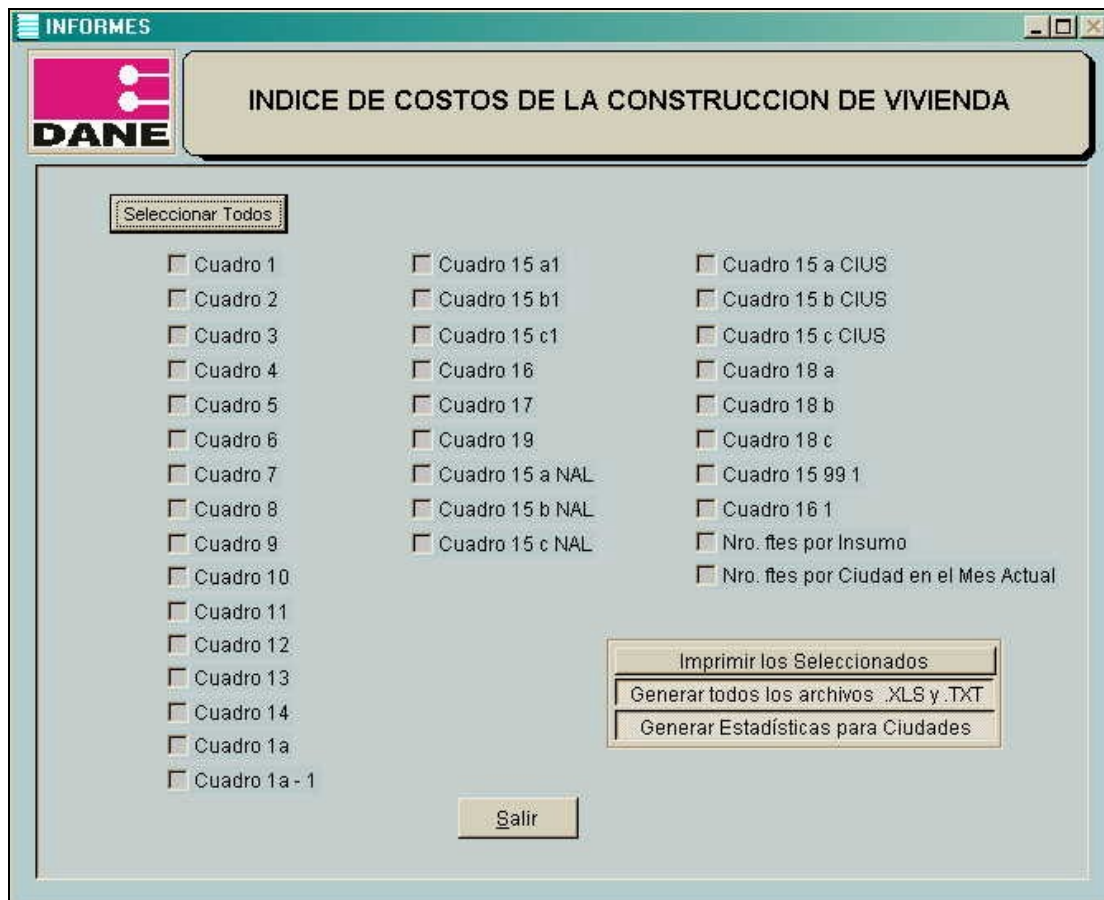 INFORMES
DANE
INDICE DE COSTOS DE LA CONSTRUCCION DE VIVIENDA
Seleccionar Todos
Cuadro 1
Cuadro 2
Cuadro 3
Cuadro 4
Cuadro 5
Cuadro 6
Cuadro 7
Cuadro 8
Cuadro 9
Cuadro 10
Cuadro 11
Cuadro 12
Cuadro 13
Cuadro 14
Cuadro 1a
Cuadro 1a - 1
Cuadro 15 a1
Cuadro 15 b1
Cuadro 15 c1
Cuadro 16
Cuadro 17
Cuadro 19
Cuadro 15 a NAL
Cuadro 15 b NAL
Cuadro 15 c NAL
Cuadro 15 a CIUS
Cuadro 15 b CIUS
Cuadro 15 c CIUS
Cuadro 18 a
Cuadro 18 b
Cuadro 18 c
Cuadro 15 99 1
Cuadro 16 1
Nro. ftes por Insumo
Nro. ftes por Ciudad en el Mes Actual
Imprimir los Seleccionados
Generar todos los archivos .XLS y .TXT
Generar Estadísticas para Ciudades
Salir